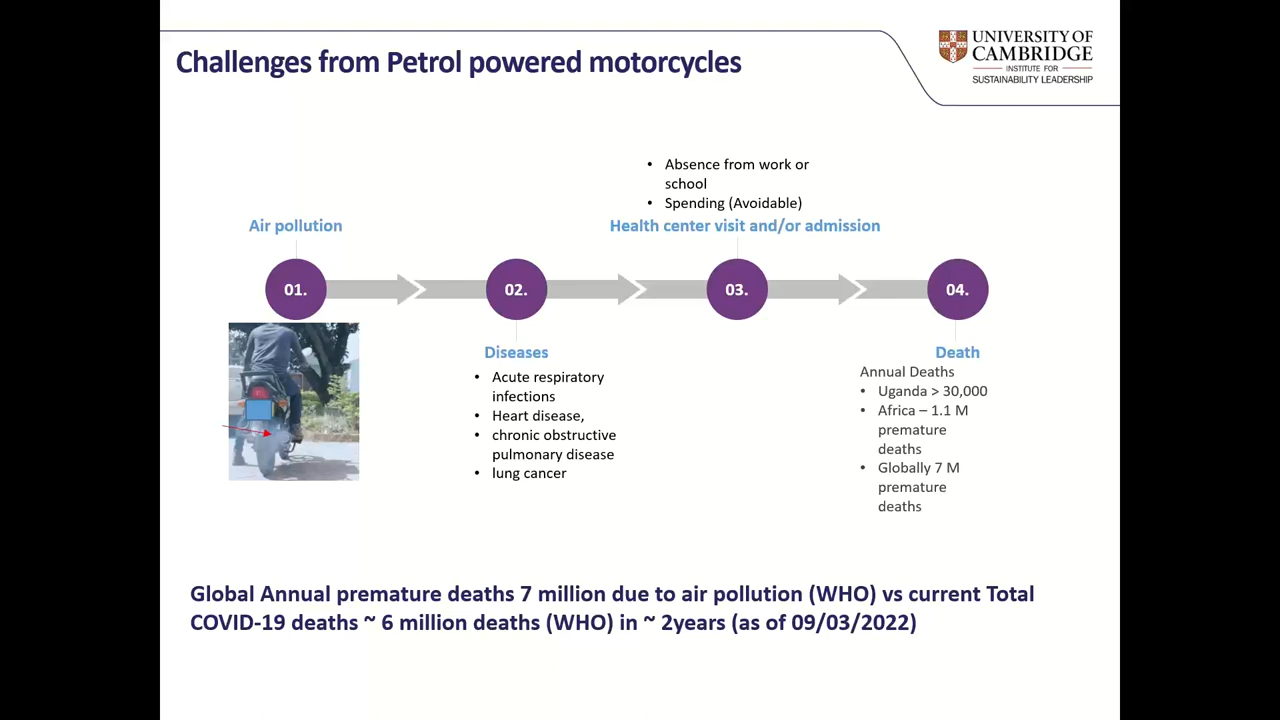 Challenges from Petrol powered motorcycles
UNIVERSITY OF
CAMBRIDGE
INSTITUTE FOR
SUSTAINABILITY LEADERSHIP
• Absence from work or
school
• Spending (Avoidable)
Air pollution
Health center visit and/or admission
01.
02.
03.
04.
Diseases
• Acute respiratory
infections
• Heart disease,
• chronic obstructive
pulmonary disease
• lung cancer
Death
Annual Deaths
• Uganda > 30,000
• Africa – 1.1 M
premature
deaths
• Globally 7 M
premature
deaths
Global Annual premature deaths 7 million due to air pollution (WHO) vs current Total
COVID-19 deaths ~ 6 million deaths (WHO) in ~ 2years (as of 09/03/2022)